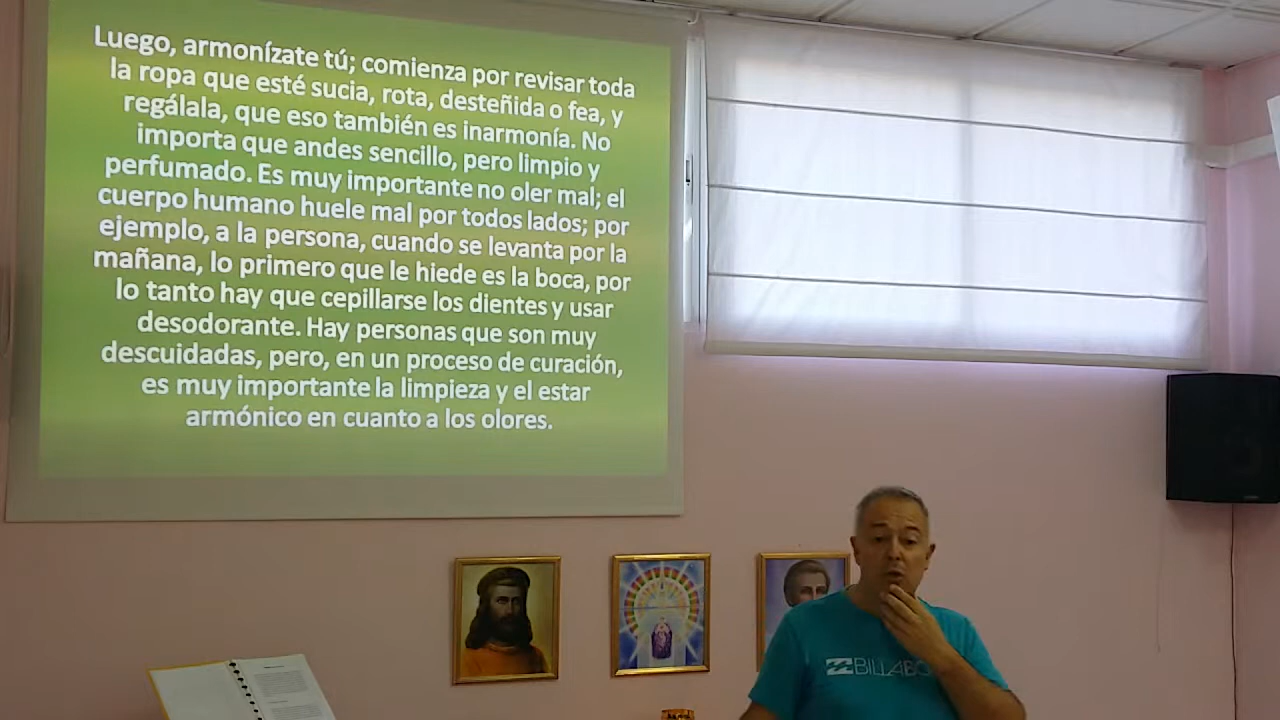 Luego, armonízate tú; comienza por revisar toda
la ropa que esté sucia, rota, desteñida o fea, y
regálala, que eso también es inarmonía. No
importa que andes sencillo, pero limpio y
perfumado. Es muy importante no oler mal; el
cuerpo humano huele mal por todos lados; por
ejemplo, a la persona, cuando se levanta por la
mañana, lo primero que le hiede es la boca, por
lo tanto hay que cepillarse los dientes y usar
desodorante. Hay personas que son muy
descuidadas, pero, en un proceso de curación,
es muy importante la limpieza y el estar
armónico en cuanto a los olores.
BILLABO